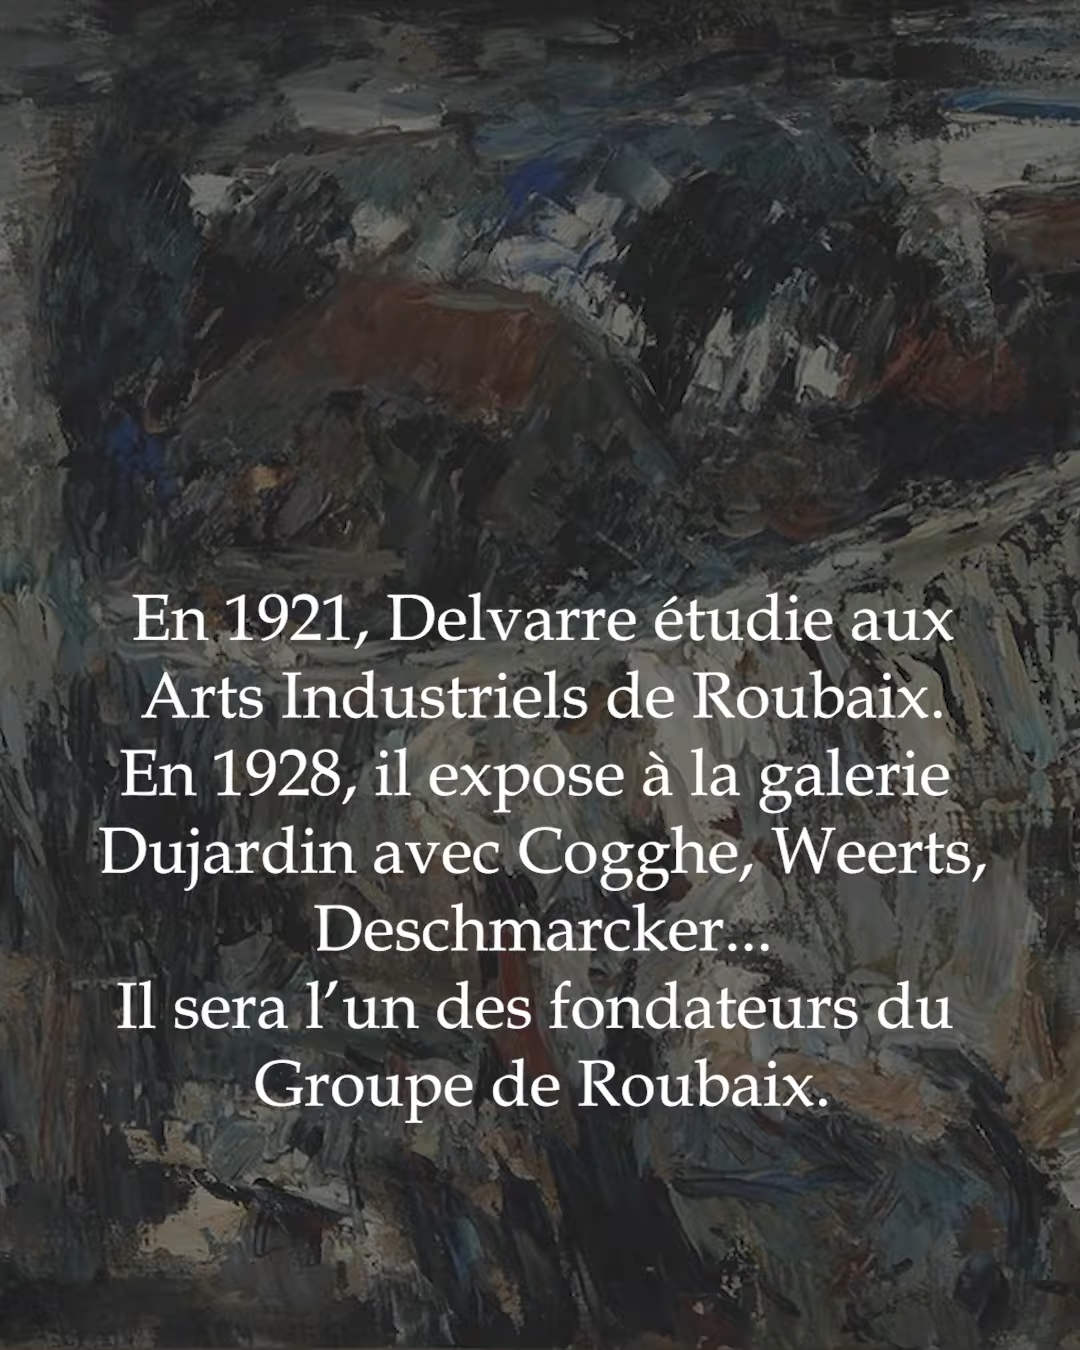 En 1921, Delvarre étudie aux
Arts Industriels de Roubaix.
En 1928, il expose à la galerie
Dujardin avec Cogghe, Weerts,
Deschmarcker...
Il sera l’un des fondateurs du
Groupe de Roubaix.